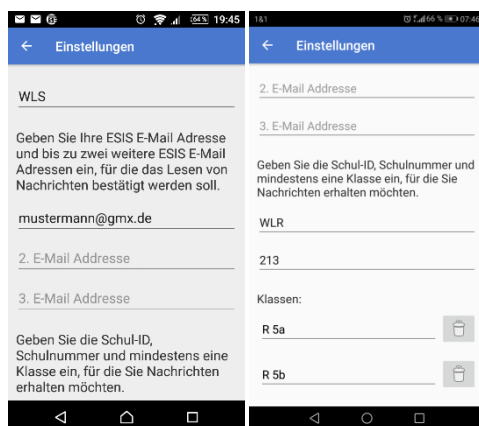 64% 19:45
Einstellungen
WLS
Geben Sie Ihre ESIS E-Mail Adresse
und bis zu zwei weitere ESIS E-Mail
Adressen ein, für die das Lesen von
Nachrichten bestätigt werden soll.
mustermann@gmx.de
2. E-Mail Addresse
3. E-Mail Addresse
Geben Sie die Schul-ID,
Schulnummer und mindestens eine
Klasse ein, für die Sie Nachrichten
erhalten möchten.
1&1 66 % 07:46
Einstellungen
2. E-Mail Addresse
3. E-Mail Addresse
Geben Sie die Schul-ID, Schulnummer und
mindestens eine Klasse ein, für die Sie
Nachrichten erhalten möchten.
WLR
213
Klassen:
R 5a
R 5b